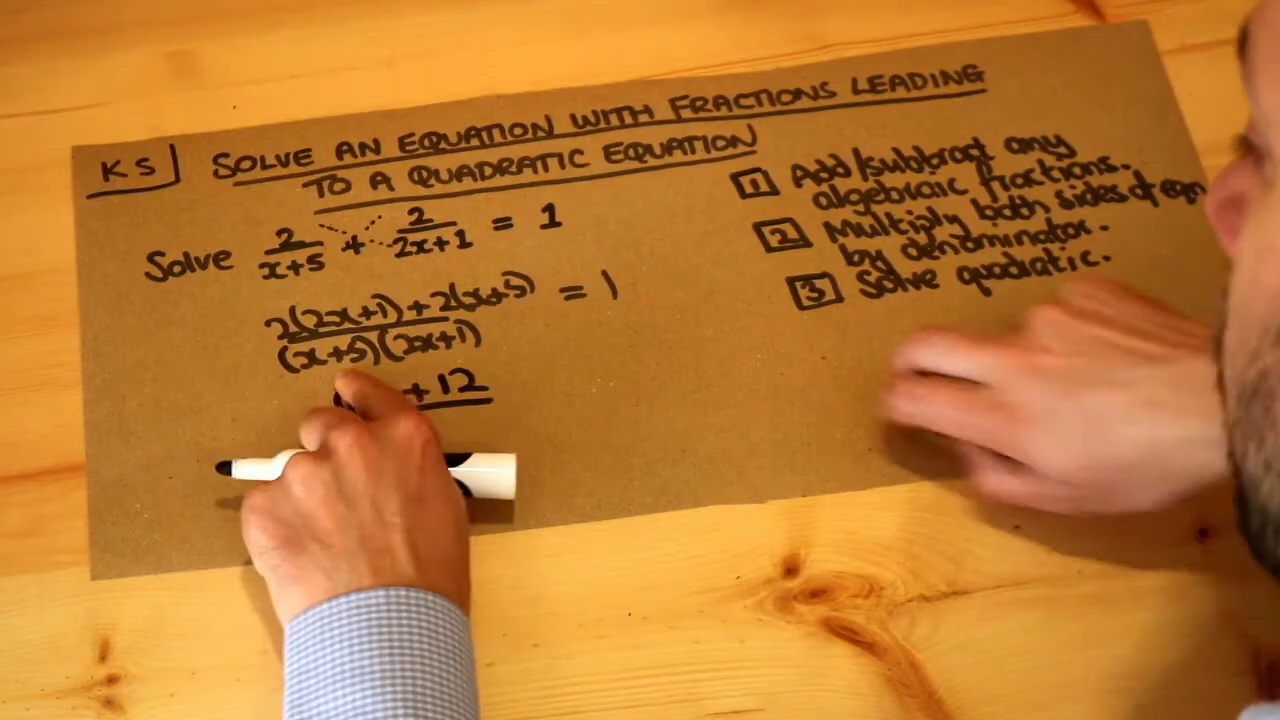 KS
SOLVE AN EQUATION WITH FRACTIONS LEADING
TO A QUADRATIC EQUATION
Solve 2/(x+5) + 2/(2x+1) = 1
(2(2x+1) + 2(x+5))/((x+5)(2x+1)) = 1
+ 12
1 Add/subtract any
algebraic fractions.
2 Multiply both sides of eqn
by denominator.
3 Solve quadratic.